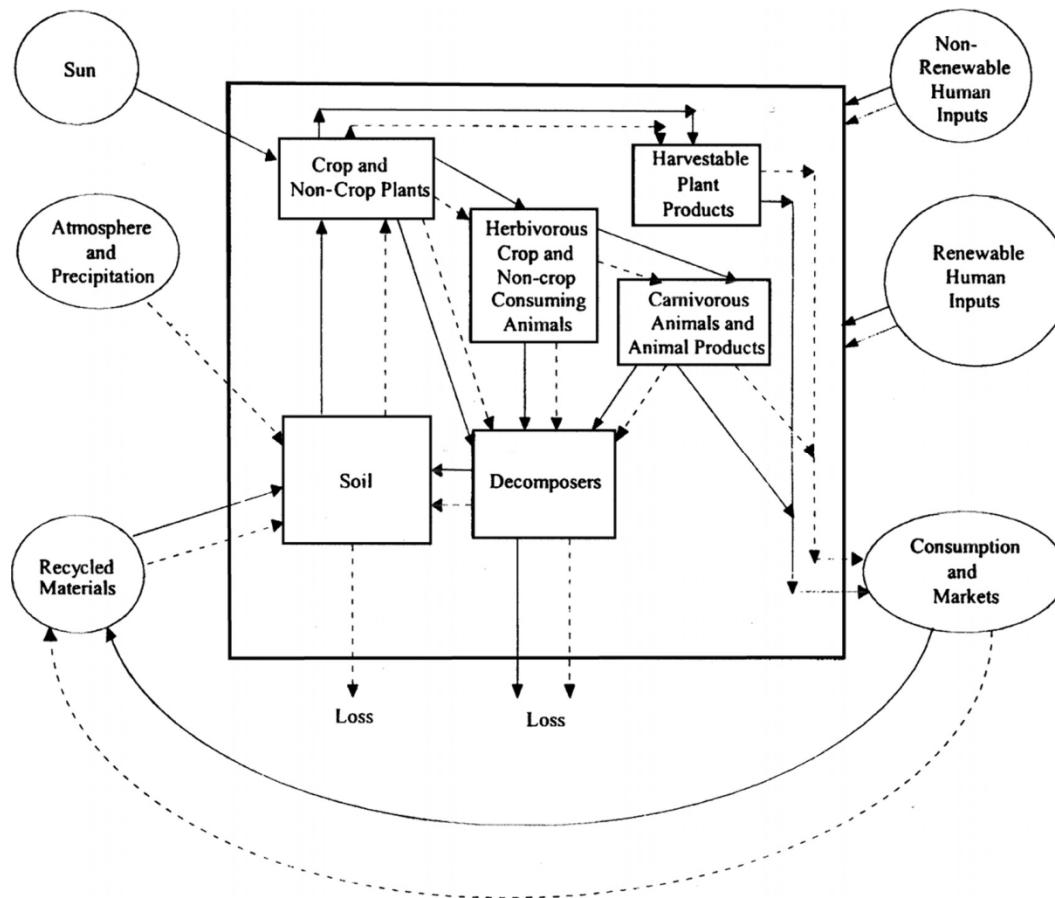 Sun
Non-
Renewable
Human
Inputs
Crop and
Non-Crop Plants
Harvestable
Plant
Products
Atmosphere
and
Precipitation
Herbivorous
Crop and
Non-crop
Consuming
Animals
Renewable
Human
Inputs
Carnivorous
Animals and
Animal Products
Soil
Decomposers
Recycled
Materials
Consumption
and
Markets
Loss
Loss